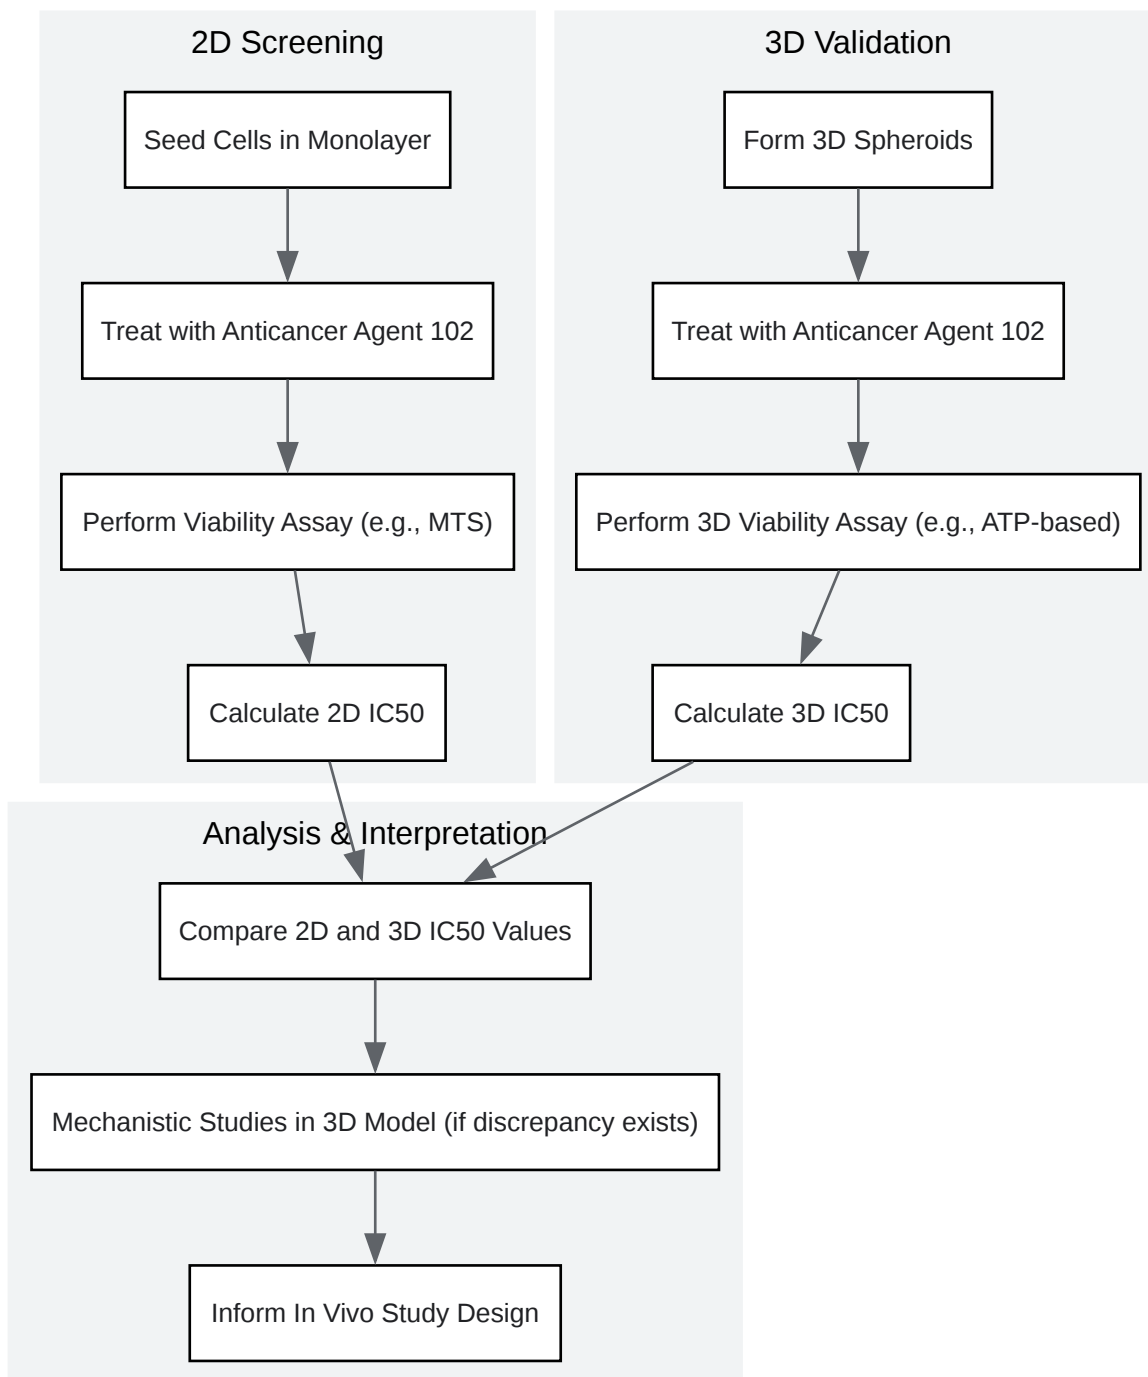 2D Screening
Seed Cells in Monolayer
Treat with Anticancer Agent 102
Perform Viability Assay (e.g., MTS)
Calculate 2D IC50
3D Validation
Form 3D Spheroids
Treat with Anticancer Agent 102
Perform 3D Viability Assay (e.g., ATP-based)
Calculate 3D IC50
Analysis & Interpretation
Compare 2D and 3D IC50 Values
Mechanistic Studies in 3D Model (if discrepancy exists)
Inform In Vivo Study Design